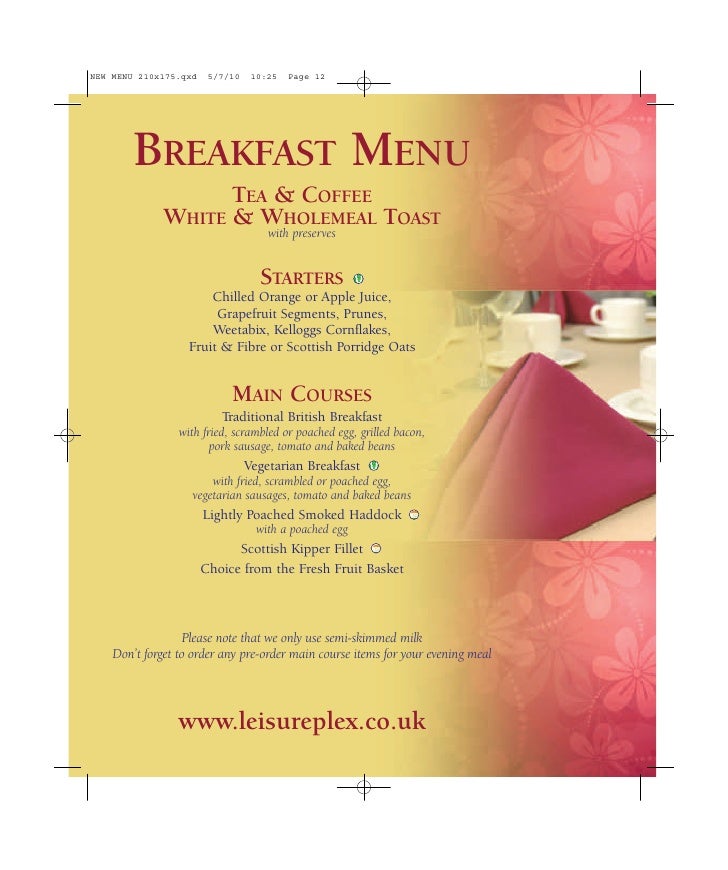 NEW MENU 210x175.qxd 5/7/10 10:25 Page 12
BREAKFAST MENU
TEA & COFFEE
WHITE & WHOLEMEAL TOAST
with preserves
STARTERS
Chilled Orange or Apple Juice,
Grapefruit Segments, Prunes,
Weetabix, Kelloggs Cornflakes,
Fruit & Fibre or Scottish Porridge Oats
MAIN COURSES
Traditional British Breakfast
with fried, scrambled or poached egg, grilled bacon,
pork sausage, tomato and baked beans
Vegetarian Breakfast
with fried, scrambled or poached egg,
vegetarian sausages, tomato and baked beans
Lightly Poached Smoked Haddock
with a poached egg
Scottish Kipper Fillet
Choice from the Fresh Fruit Basket
Please note that we only use semi-skimmed milk
Don't forget to order any pre-order main course items for your evening meal
www.leisureplex.co.uk